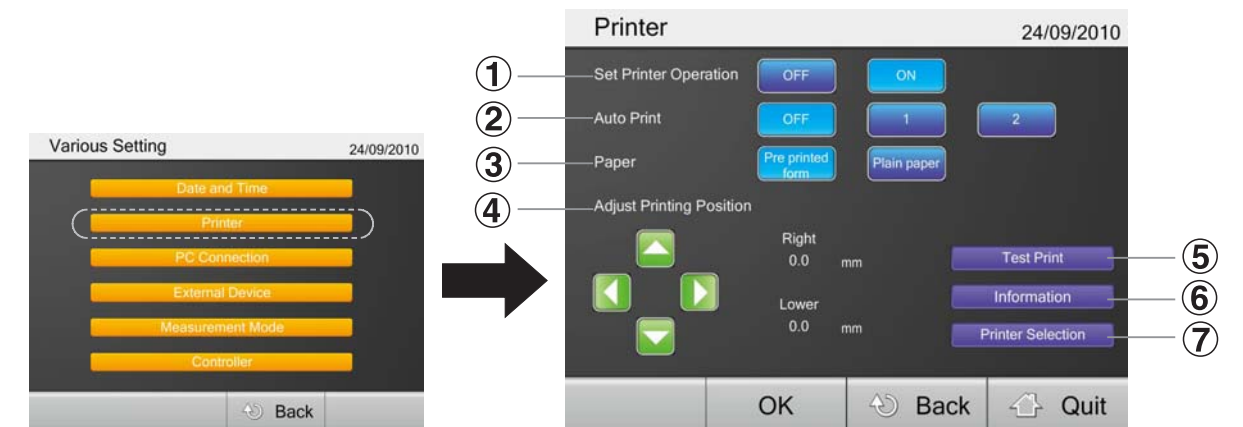 Various Setting
24/09/2010
Date and Time
Printer
PC Connection
External Device
Measurement Mode
Controller
Back
Printer
24/09/2010
① Set Printer Operation OFF ON
② Auto Print OFF 1 2
③ Paper Pre printed form Plain paper
④ Adjust Printing Position
Right
0.0 mm
Lower
0.0 mm
Test Print ⑤
Information ⑥
Printer Selection ⑦
OK Back Quit